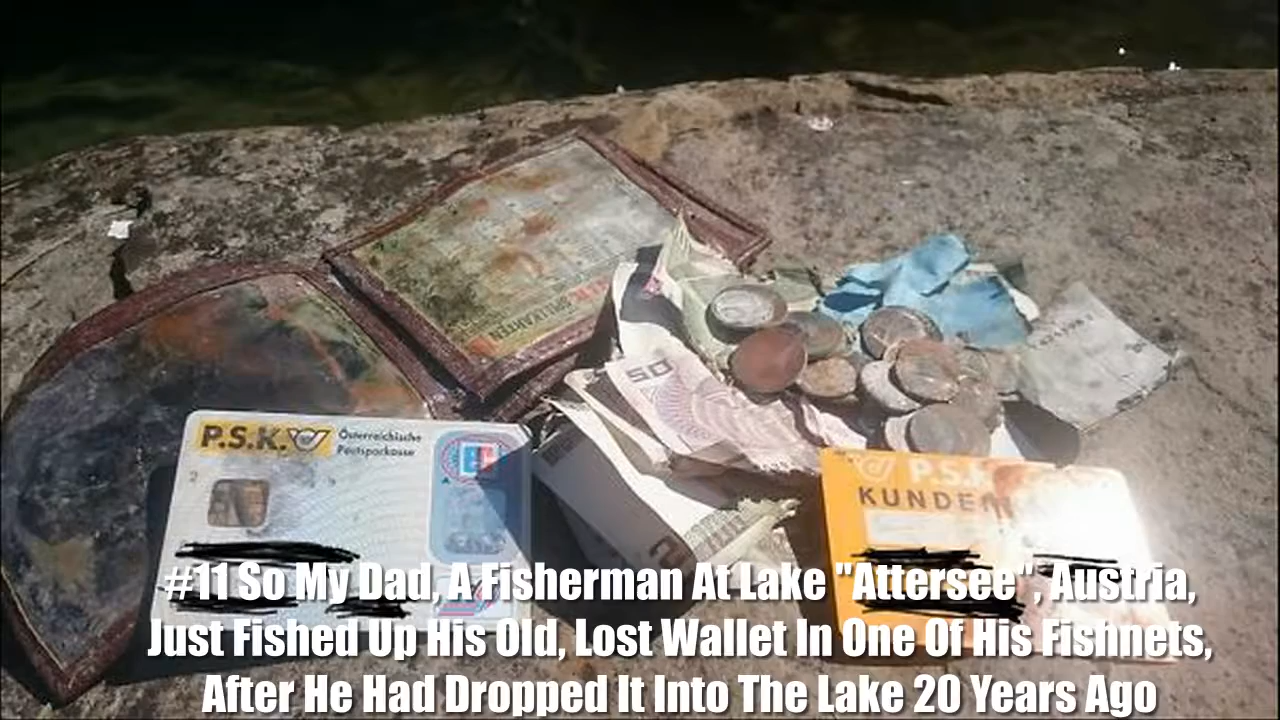 SPIELKARTEN
50
P.S.K.
Österreichische
Postsparkasse
P.S.K.
KUNDEN
#11 So My Dad, A Fisherman At Lake "Attersee", Austria,
Just Fished Up His Old, Lost Wallet In One Of His Fishnets,
After He Had Dropped It Into The Lake 20 Years Ago